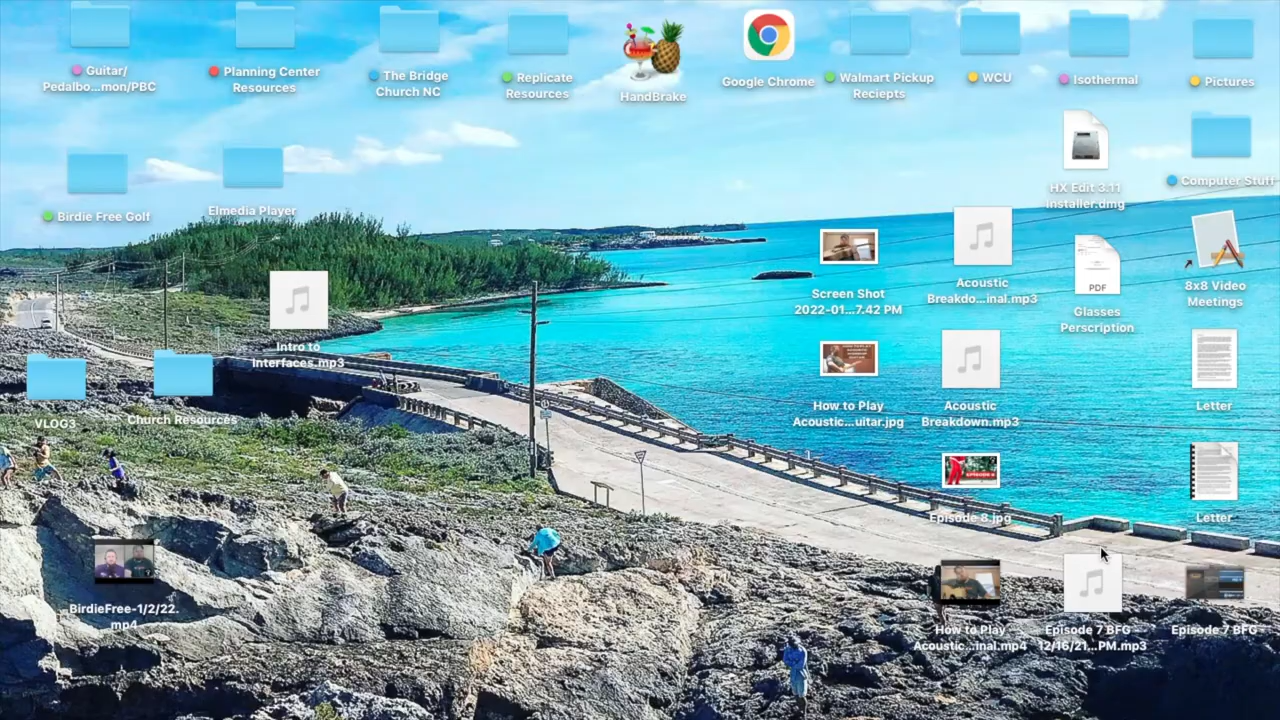 Guitar/
Pedalbo...mon/PBC
Planning Center
Resources
The Bridge
Church NC
Replicate
Resources
HandBrake
Google Chrome
Walmart Pickup
Reciepts
WCU
Isothermal
Pictures
HX Edit 3.11
Installer.dmg
Computer Stuff
Birdie Free Golf
Elmedia Player
Screen Shot
2022-01...7.42 PM
Acoustic
Breakdo...inal.mp3
PDF
Glasses
Perscription
8x8 Video
Meetings
Intro to
Interfaces.mp3
VLOG3
Church Resources
How to Play
Acoustic...uitar.jpg
Acoustic
Breakdown.mp3
Letter
Episode 8.jpg
Letter
BirdieFree-1/2/22.
mp4
How to Play
Acoustic...inal.mp4
Episode 7 BFG
12/16/21...PM.mp3
Episode 7 BFG